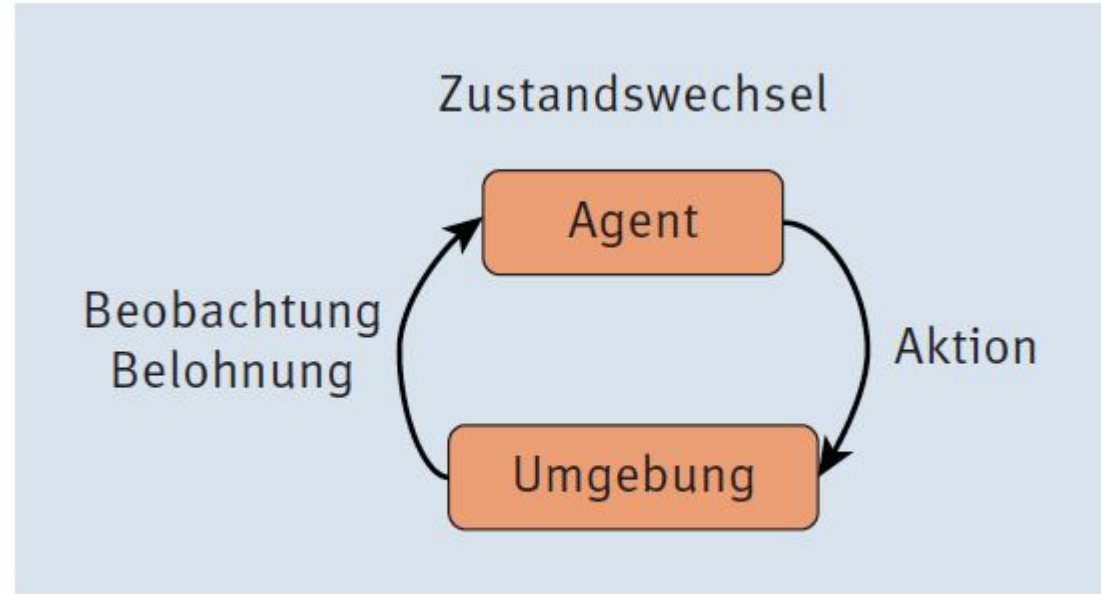 Zustandswechsel
Agent
Beobachtung
Belohnung
Aktion
Umgebung